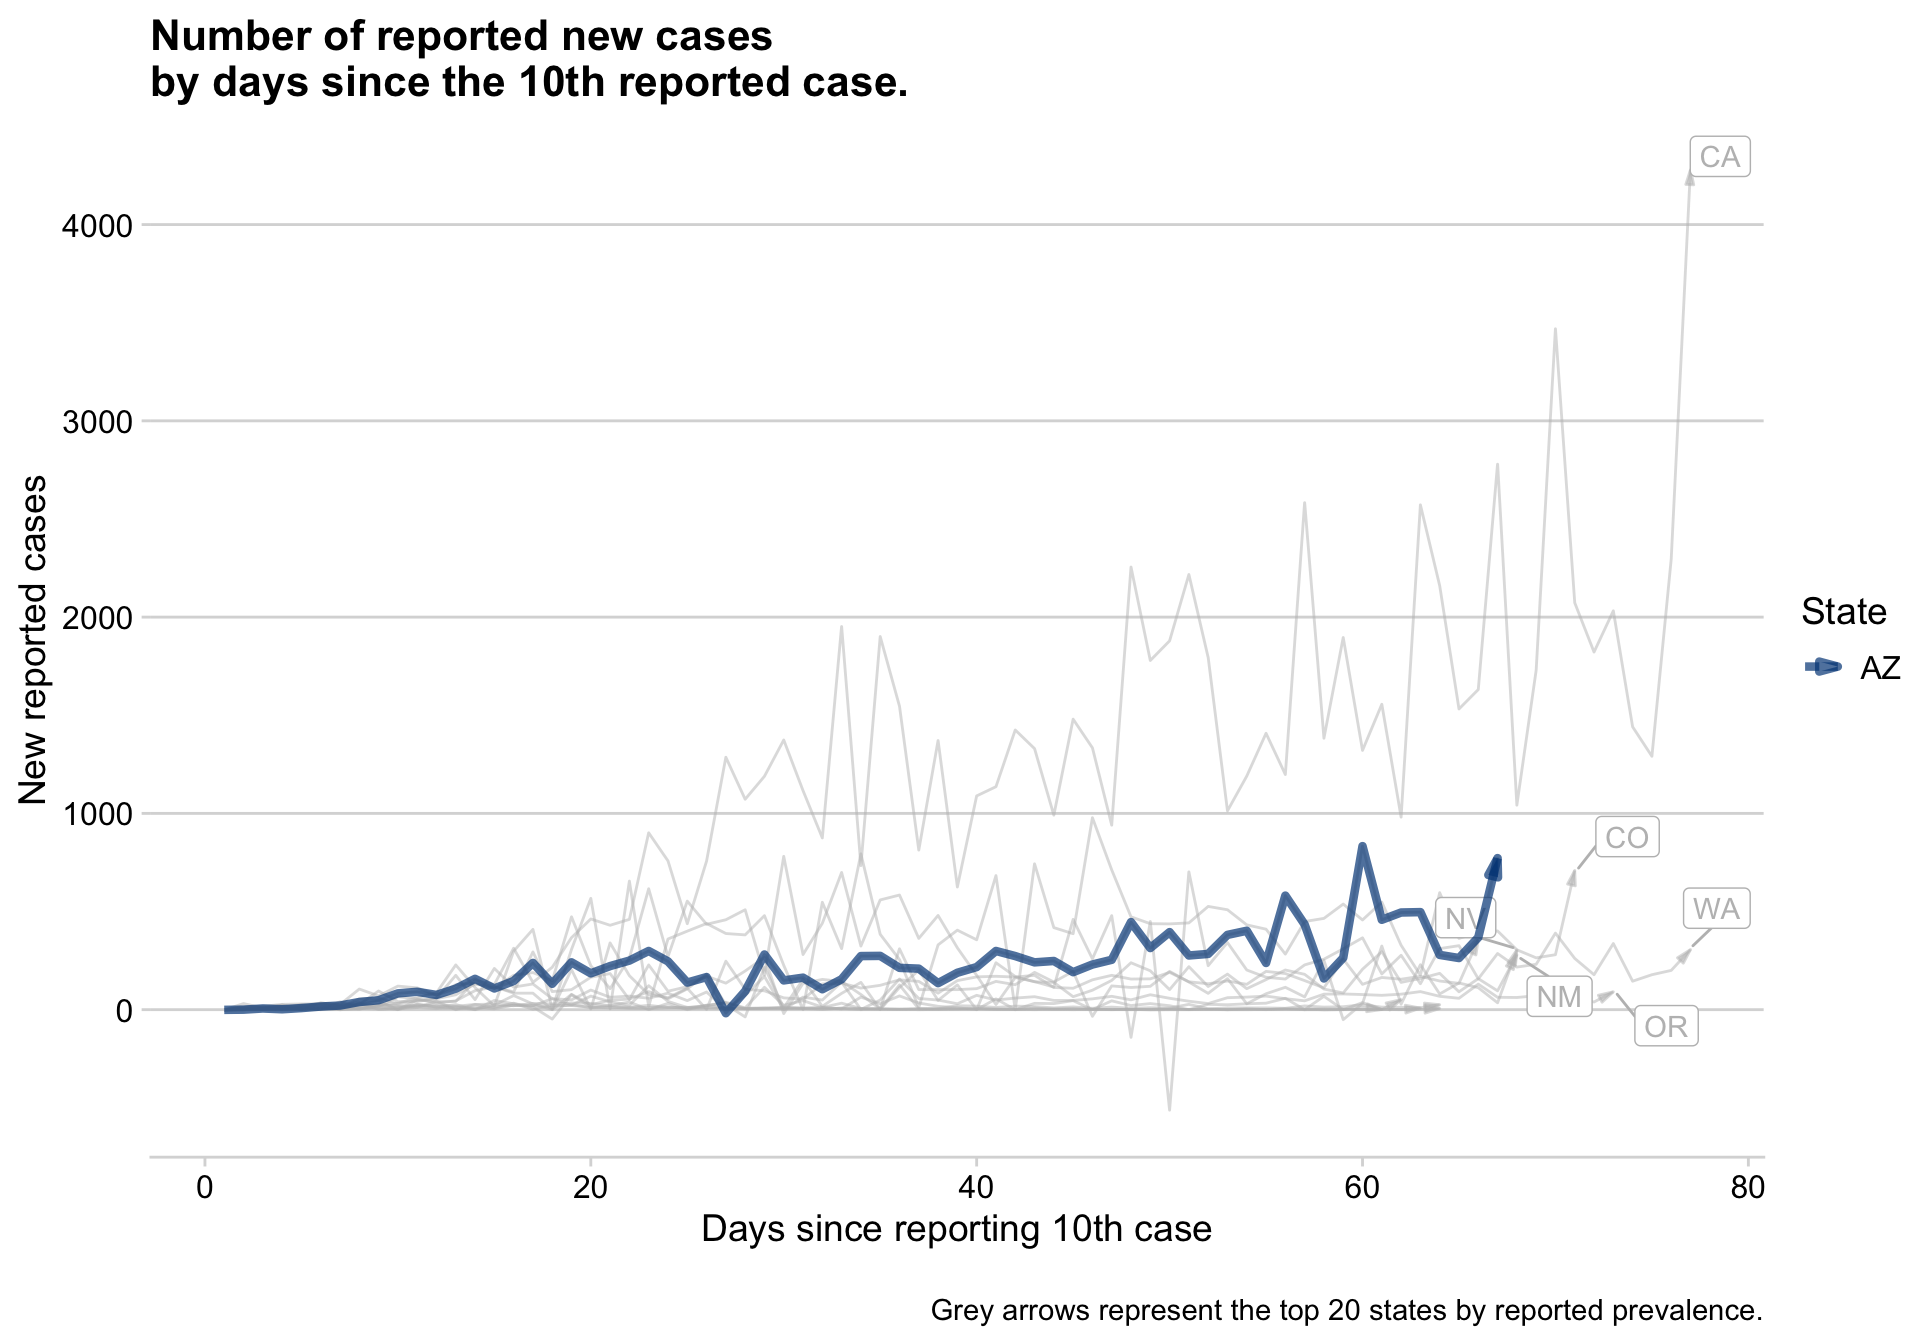 Number of reported new cases
by days since the 10th reported case.
CA
4000
3000
2000
1000
0
New reported cases
CO
WA
NV
NM
OR
State
AZ
0
20
40
60
80
Days since reporting 10th case
Grey arrows represent the top 20 states by reported prevalence.